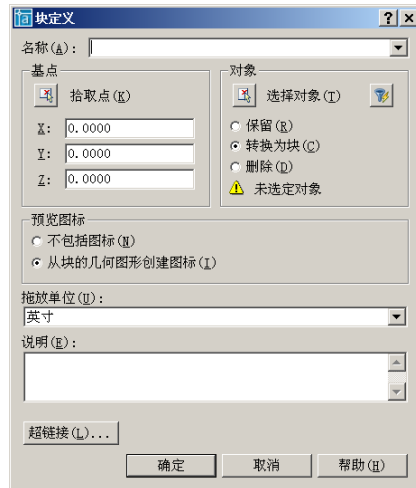 块定义
名称(A):
基点
拾取点(K)
X: 0.0000
Y: 0.0000
Z: 0.0000
对象
选择对象(T)
保留(R)
转换为块(C)
删除(D)
未选定对象
预览图标
不包括图标(N)
从块的几何图形创建图标(I)
拖放单位(U):
英寸
说明(E):
超链接(L)...
确定 取消 帮助(H)